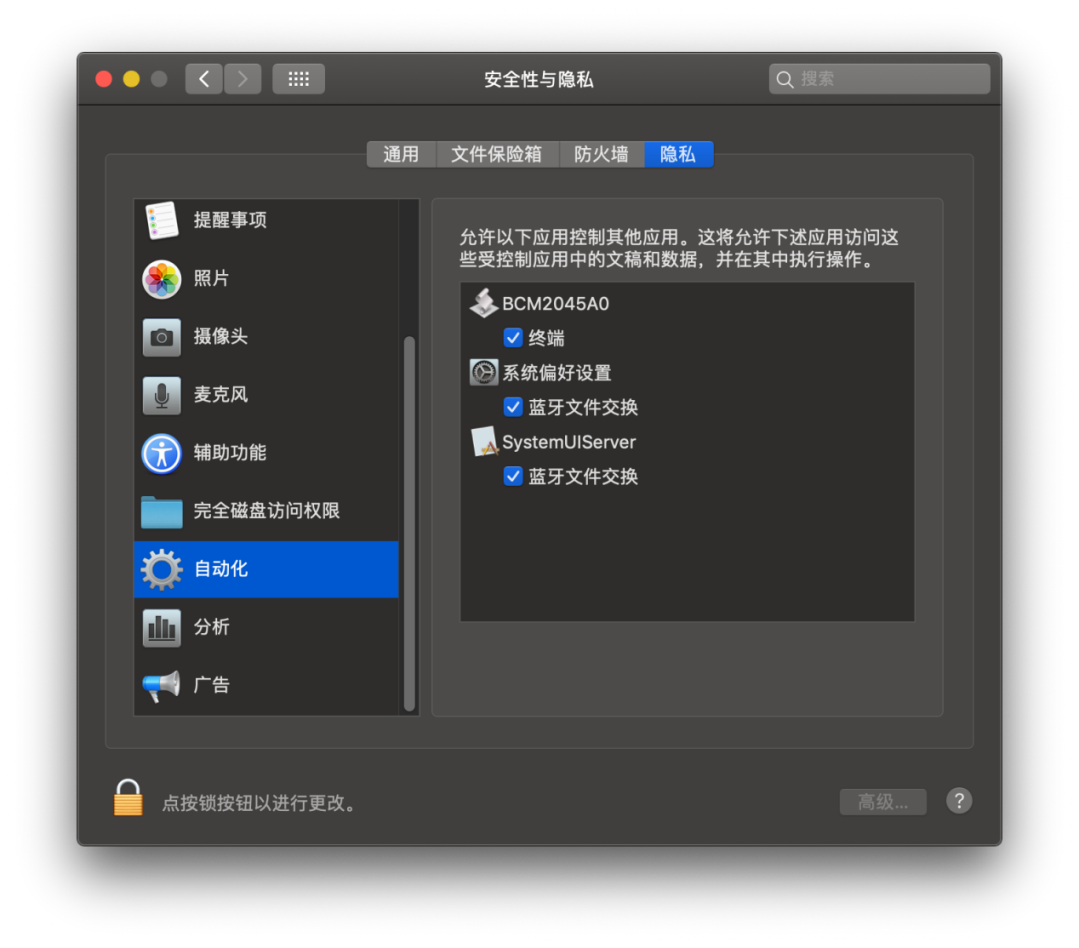 安全性与隐私
搜索
通用
文件保险箱
防火墙
隐私
提醒事项
照片
摄像头
麦克风
辅助功能
完全磁盘访问权限
自动化
分析
广告
允许以下应用控制其他应用。这将允许下述应用访问这
些受控制应用中的文稿和数据，并在其中执行操作。
BCM2045A0
终端
系统偏好设置
蓝牙文件交换
SystemUIServer
蓝牙文件交换
点按锁按钮以进行更改。
高级...
?